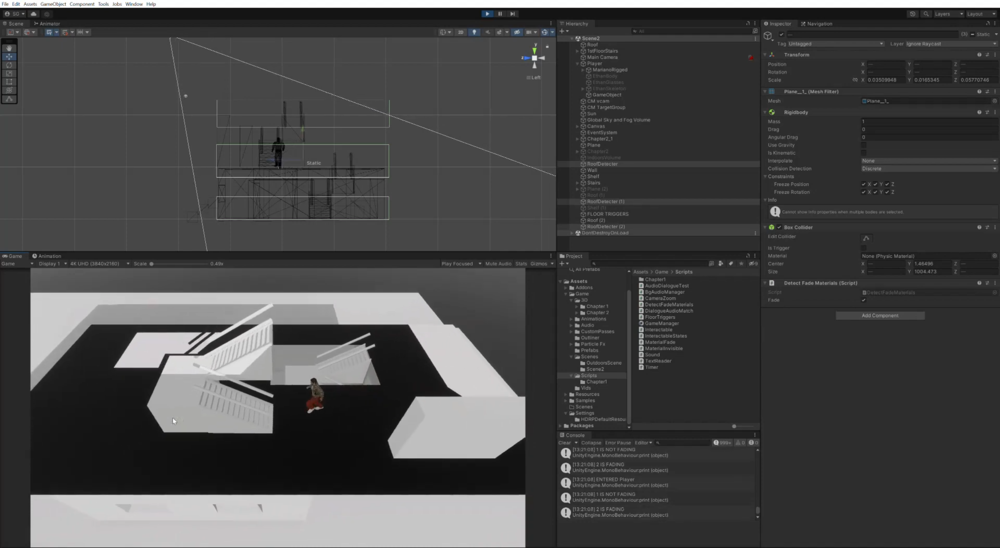 File Edit Assets GameObject Component Tools Jobs Window Help
SG
Layers Layout
Scene Animator
2D
y
z
Left
Static
Hierarchy
All
Scene2
Roof
1stFloorStairs
Main Camera
Player
MarianoRigged
EthanBody
EthanGlasses
EthanSkeleton
GameObject
CM vcam
CM TargetGroup
Sun
Global Sky and Fog Volume
Canvas
EventSystem
Chapter2_1
Plane
Chapter2
IndoorsVolume
RoofDetecter
Wall
Shelf
Stairs
Plane (2)
Roof (1)
RoofDetecter (1)
Shelf (1)
FLOOR TRIGGERS
Roof (2)
RoofDetecter (2)
DontDestroyOnLoad
Inspector Navigation
— (3) Static
Tag Untagged Layer Ignore Raycast
Transform
Position X — Y — Z —
Rotation X — Y — Z —
Scale X 0.03509948 Y 0.0165345 Z 0.05770746
Plane__1_ (Mesh Filter)
Mesh Plane__1_
Rigidbody
Mass 1
Drag 0
Angular Drag 0
Use Gravity
Is Kinematic
Interpolate None
Collision Detection Discrete
Constraints
Freeze Position X Y Z
Freeze Rotation X Y Z
Info
Cannot show Info properties when multiple bodies are selected.
Box Collider
Edit Collider
Is Trigger
Material None (Physic Material)
Center X — Y 1.46496 Z —
Size X — Y 1004.473 Z —
Detect Fade Materials (Script)
Script DetectFadeMaterials
Fade
Add Component
Game Animation
Game Display 1 4K UHD (3840x2160) Scale 0.49x Play Focused Mute Audio Stats Gizmos
Project
9
All Prefabs
Assets
Addons
Game
3D
Chapter 1
Chapter 2
Animations
Audio
CustomPasses
Outliner
Particle Fx
Prefabs
Scenes
OutdoorsScene
Scene2
Scripts
Chapter1
Vids
Resources
Samples
Scenes
Settings
HDRPDefaultResou
Packages
Assets > Game > Scripts
Chapter1
AudioDialogueTest
BgAudioManager
CameraZoom
DetectFadeMaterials
DialogueAudioMatch
FloorTriggers
GameManager
Interactable
InteractableStates
MaterialFade
MaterialInvisible
Sound
TextReader
Timer
Console
Clear Collapse Error Pause Editor 999+ 0 0
[13:21:08] 1 IS NOT FADING
UnityEngine.MonoBehaviour:print (object)
[13:21:08] 2 IS FADING
UnityEngine.MonoBehaviour:print (object)
[13:21:08] ENTERED Player
UnityEngine.MonoBehaviour:print (object)
[13:21:08] 1 IS NOT FADING
UnityEngine.MonoBehaviour:print (object)
[13:21:08] 2 IS FADING
UnityEngine.MonoBehaviour:print (object)